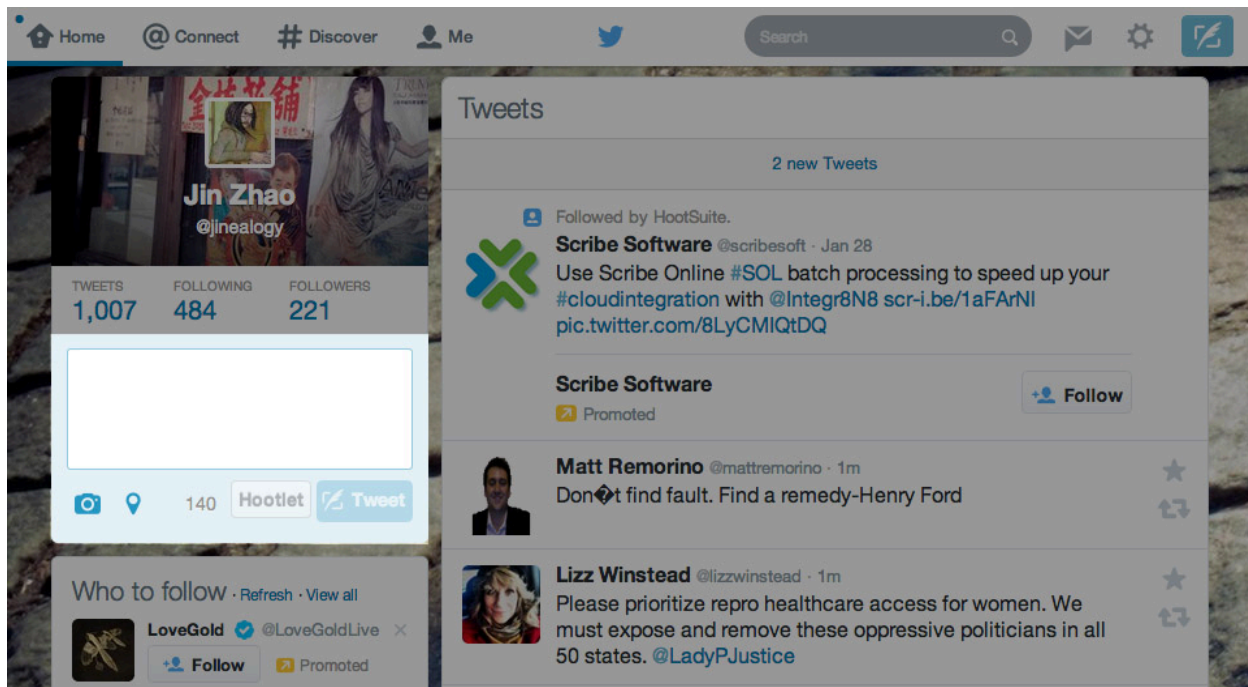 Home
Connect
Discover
Me
Search
金
舖
Jin Zhao
@jinealogy
TWEETS FOLLOWING FOLLOWERS
1,007 484 221
140 Hootlet Tweet
Who to follow · Refresh · View all
LoveGold @LoveGoldLive
Follow Promoted
Tweets
2 new Tweets
Followed by HootSuite.
Scribe Software @scribesoft · Jan 28
Use Scribe Online #SOL batch processing to speed up your
#cloudintegration with @Integr8N8 scr-i.be/1aFArNI
pic.twitter.com/8LyCMIQtDQ
Scribe Software
Follow
Promoted
Matt Remorino @mattremorino · 1m
Don�t find fault. Find a remedy-Henry Ford
Lizz Winstead @lizzwinstead · 1m
Please prioritize repro healthcare access for women. We
must expose and remove these oppressive politicians in all
50 states. @LadyPJustice